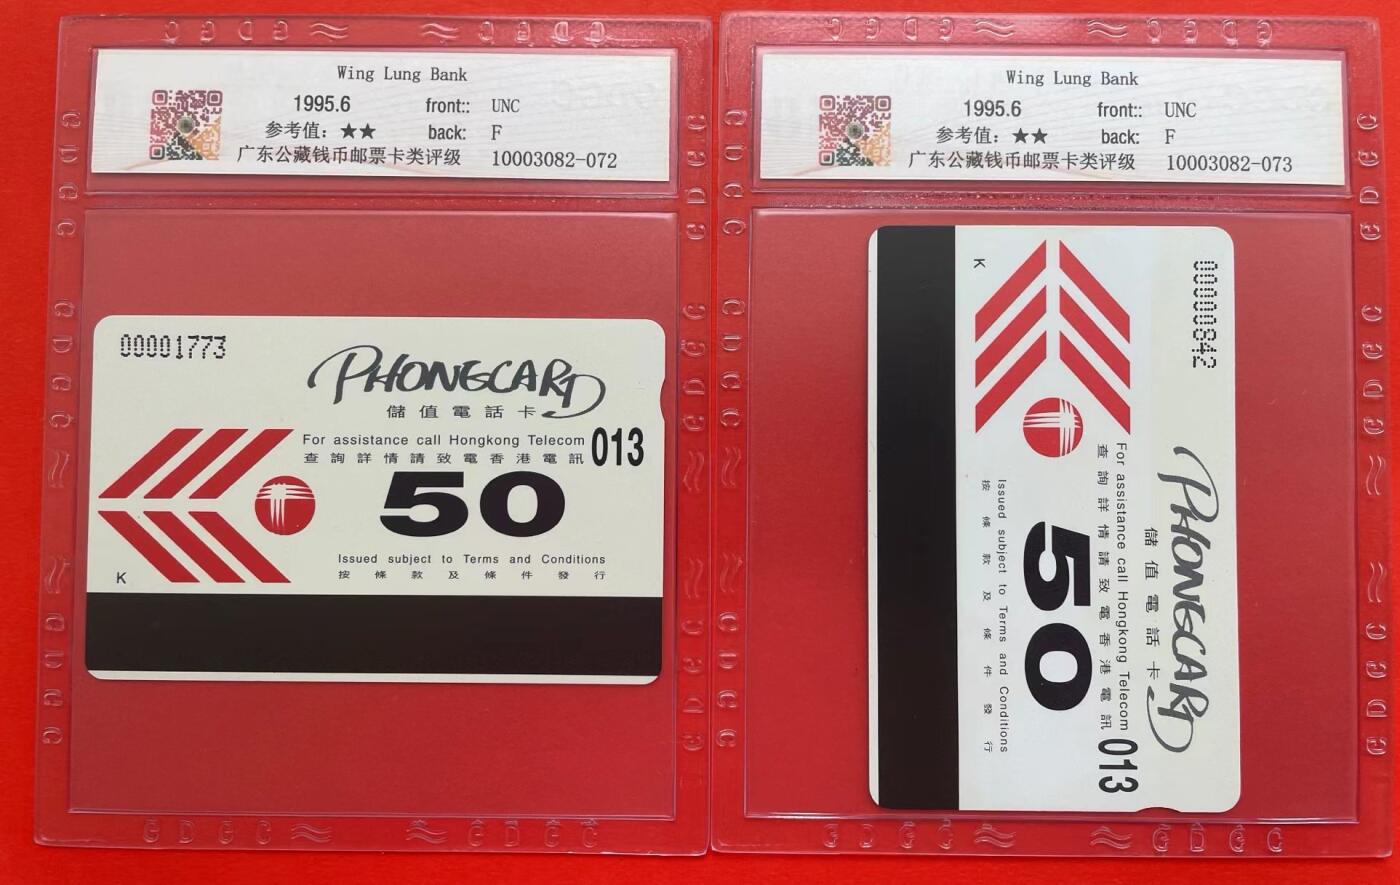 Wing Lung Bank
1995.6 front:: UNC
参考值：★★ back: F
广东公藏钱币邮票卡类评级 10003082-072
00001773
PHONECARD
儲值電話卡
For assistance call Hongkong Telecom 013
查詢詳情請致電香港電訊
50
Issued subject to Terms and Conditions
按條款及條件發行
K
Wing Lung Bank
1995.6 front:: UNC
参考值：★★ back: F
广东公藏钱币邮票卡类评级 10003082-073
00000842
PHONECARD
儲值電話卡
For assistance call Hongkong Telecom 013
查詢詳情請致電香港電訊
50
Issued subject to Terms and Conditions
按條款及條件發行
K
GDGC